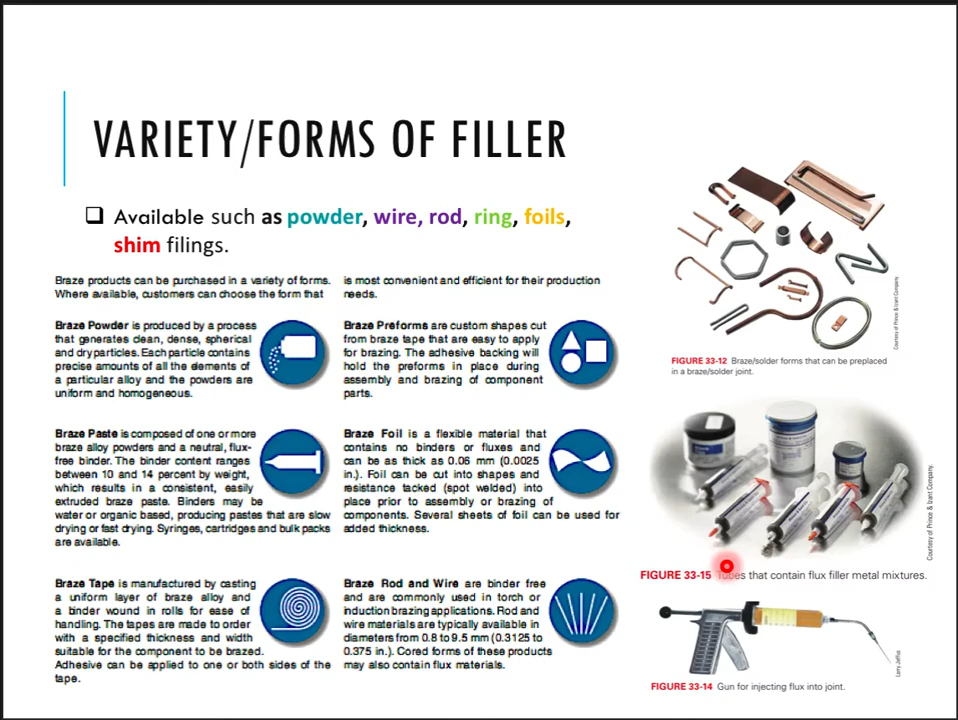 VARIETY/FORMS OF FILLER
❑ Available such as powder, wire, rod, ring, foils,
shim filings.
Braze products can be purchased in a variety of forms.
Where available, customers can choose the form that
is most convenient and efficient for their production
needs.
Braze Powder is produced by a process
that generates clean, dense, spherical
and dry particles. Each particle contains
precise amounts of all the elements of
a particular alloy and the powders are
uniform and homogeneous.
Braze Preforms are custom shapes cut
from braze tape that are easy to apply
for brazing. The adhesive backing will
hold the preforms in place during
assembly and brazing of component
parts.
Braze Paste is composed of one or more
braze alloy powders and a neutral, flux-
free binder. The binder content ranges
between 10 and 14 percent by weight,
which results in a consistent, easily
extruded braze paste. Binders may be
water or organic based, producing pastes that are slow
drying or fast drying. Syringes, cartridges and bulk packs
are available.
Braze Foil is a flexible material that
contains no binders or fluxes and
can be as thick as 0.06 mm (0.0025
in.). Foil can be cut into shapes and
resistance tacked (spot welded) into
place prior to assembly or brazing of
components. Several sheets of foil can be used for
added thickness.
Braze Tape is manufactured by casting
a uniform layer of braze alloy and
a binder wound in rolls for ease of
handling. The tapes are made to order
with a specified thickness and width
suitable for the component to be brazed.
Adhesive can be applied to one or both sides of the
tape.
Braze Rod and Wire are binder free
and are commonly used in torch or
induction brazing applications. Rod and
wire materials are typically available in
diameters from 0.8 to 9.5 mm (0.3125 to
0.375 in.). Cored forms of these products
may also contain flux materials.
Courtesy of Prince & Izant Company.
FIGURE 33-12 Braze/solder forms that can be preplaced
in a braze/solder joint.
Courtesy of Prince & Izant Company.
FIGURE 33-15 Tubes that contain flux filler metal mixtures.
Larry Jeffus
FIGURE 33-14 Gun for injecting flux into joint.